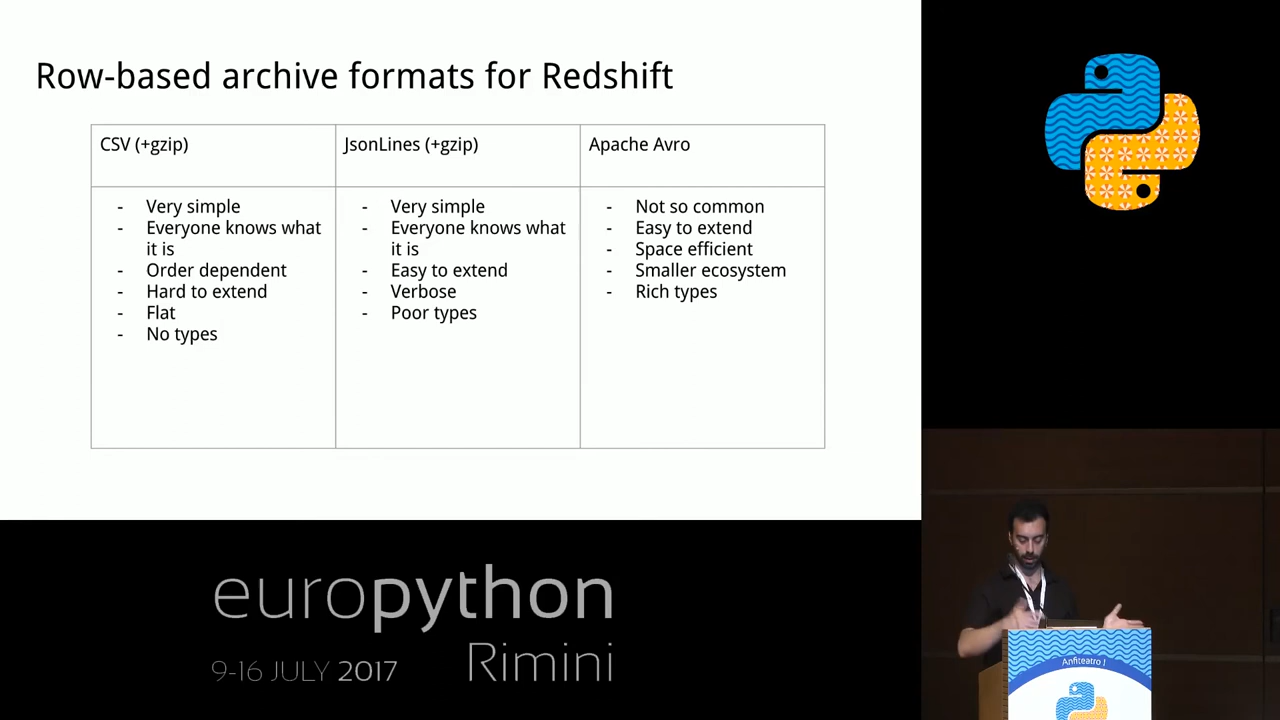 Row-based archive formats for Redshift
CSV (+gzip)
- Very simple
- Everyone knows what
it is
- Order dependent
- Hard to extend
- Flat
- No types
JsonLines (+gzip)
- Very simple
- Everyone knows what
it is
- Easy to extend
- Verbose
- Poor types
Apache Avro
- Not so common
- Easy to extend
- Space efficient
- Smaller ecosystem
- Rich types
europython
9-16 JULY 2017
Rimini
Anfiteatro 1